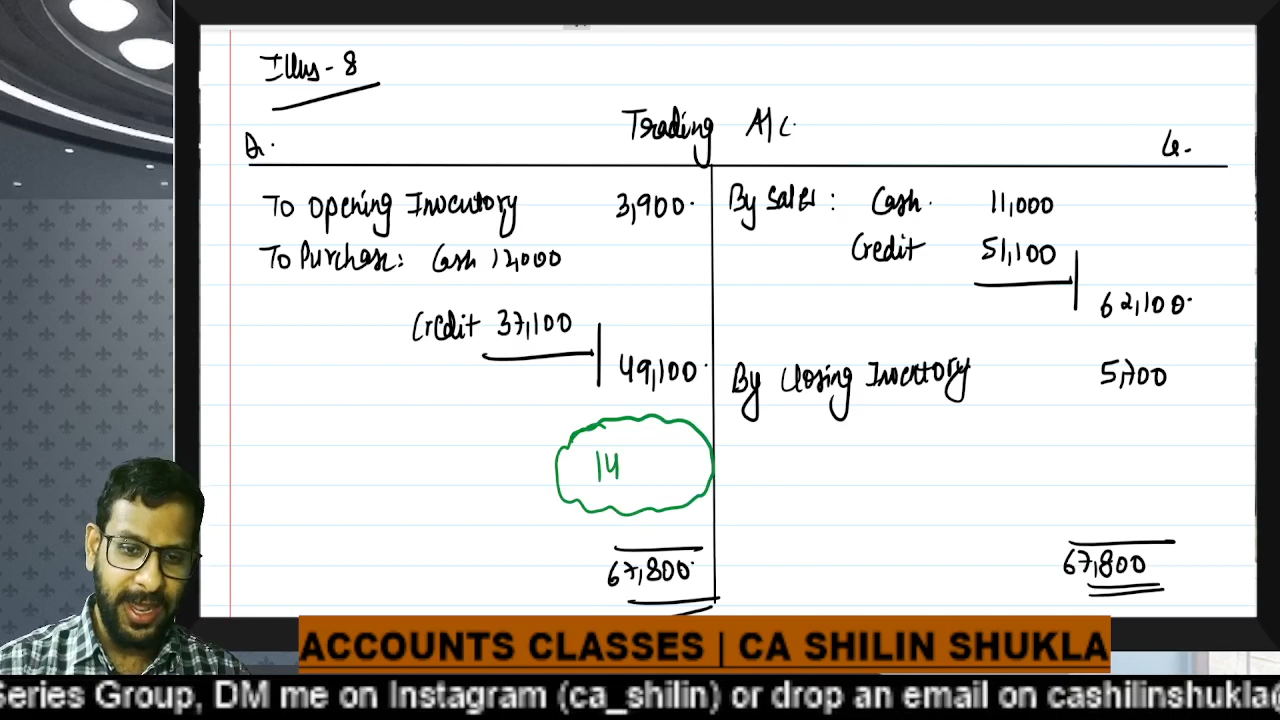 Illus-8
Trading A/c.
Dr. Cr.
To Opening Inventory 3,900. By Sales: Cash. 11,000
To Purchase: Cash 12,000 Credit 51,100
62,100.
Credit 37,100
49,100. By Closing Inventory 5,700
14
67,800. 67,800
ACCOUNTS CLASSES | CA SHILIN SHUKLA
Series Group, DM me on Instagram (ca_shilin) or drop an email on cashilinshukla@